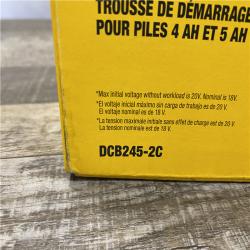 TROUSSE DE DÉMARRAGE
POUR PILES 4 AH ET 5 AH
*Max initial voltage without workload is 20V. Nominal is 18V.
*El voltaje inicial máximo sin carga de trabajo es de 20 V.
El voltaje nominal es de 18 V.
*La tension maximale initiale sans effet de charge est de 20 V.
La tension nominale est de 18 V.
DCB245-2C